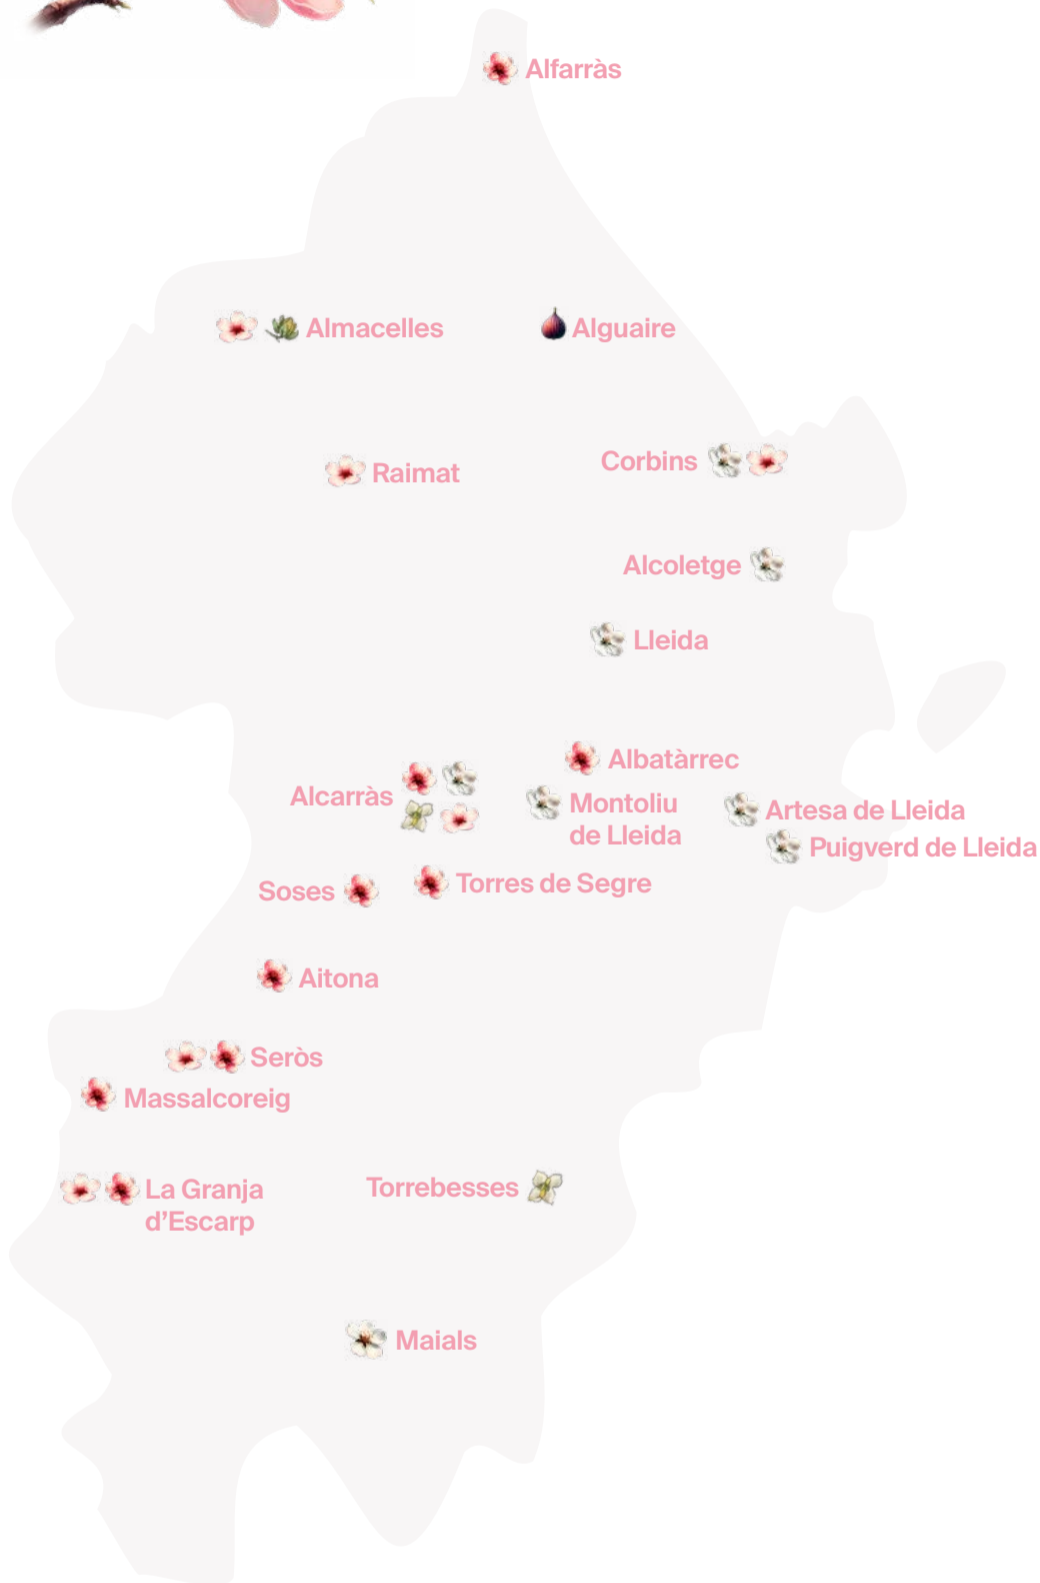 Alfarràs
Almacelles
Alguaire
Corbins
Raimat
Alcoletge
Lleida
Albatàrrec
Alcarràs
Montoliu
de Lleida
Artesa de Lleida
Puigverd de Lleida
Soses
Torres de Segre
Aitona
Seròs
Massalcoreig
La Granja
d’Escarp
Torrebesses
Maials